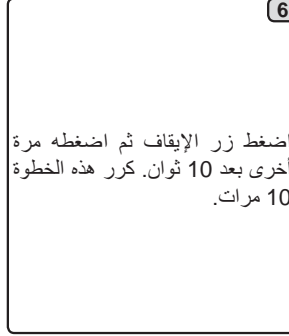 6
اضغط زر الإيقاف ثم اضغطه مرة
أخرى بعد 10 ثوان. كرر هذه الخطوة
10 مرات.